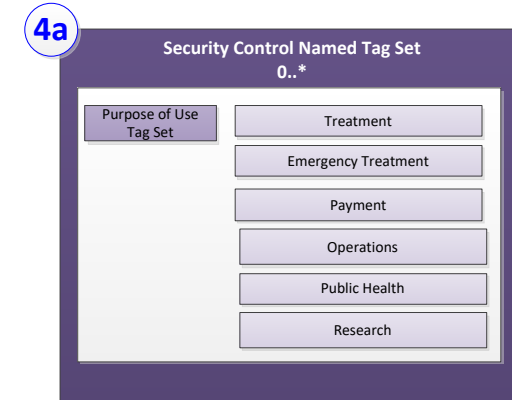 4a
Security Control Named Tag Set
0..*
Purpose of Use
Tag Set
Treatment
Emergency Treatment
Payment
Operations
Public Health
Research